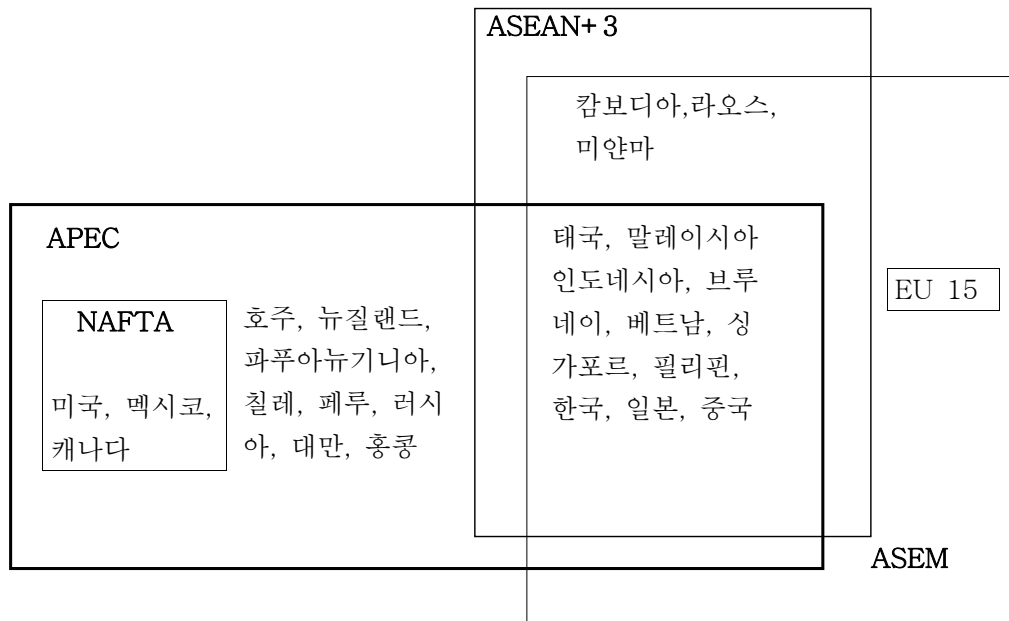 ASEAN+3
캄보디아,라오스,
미얀마
APEC
NAFTA
미국, 멕시코,
캐나다
호주, 뉴질랜드,
파푸아뉴기니아,
칠레, 페루, 러시
아, 대만, 홍콩
태국, 말레이시아
인도네시아, 브루
네이, 베트남, 싱
가포르, 필리핀,
한국, 일본, 중국
EU 15
ASEM